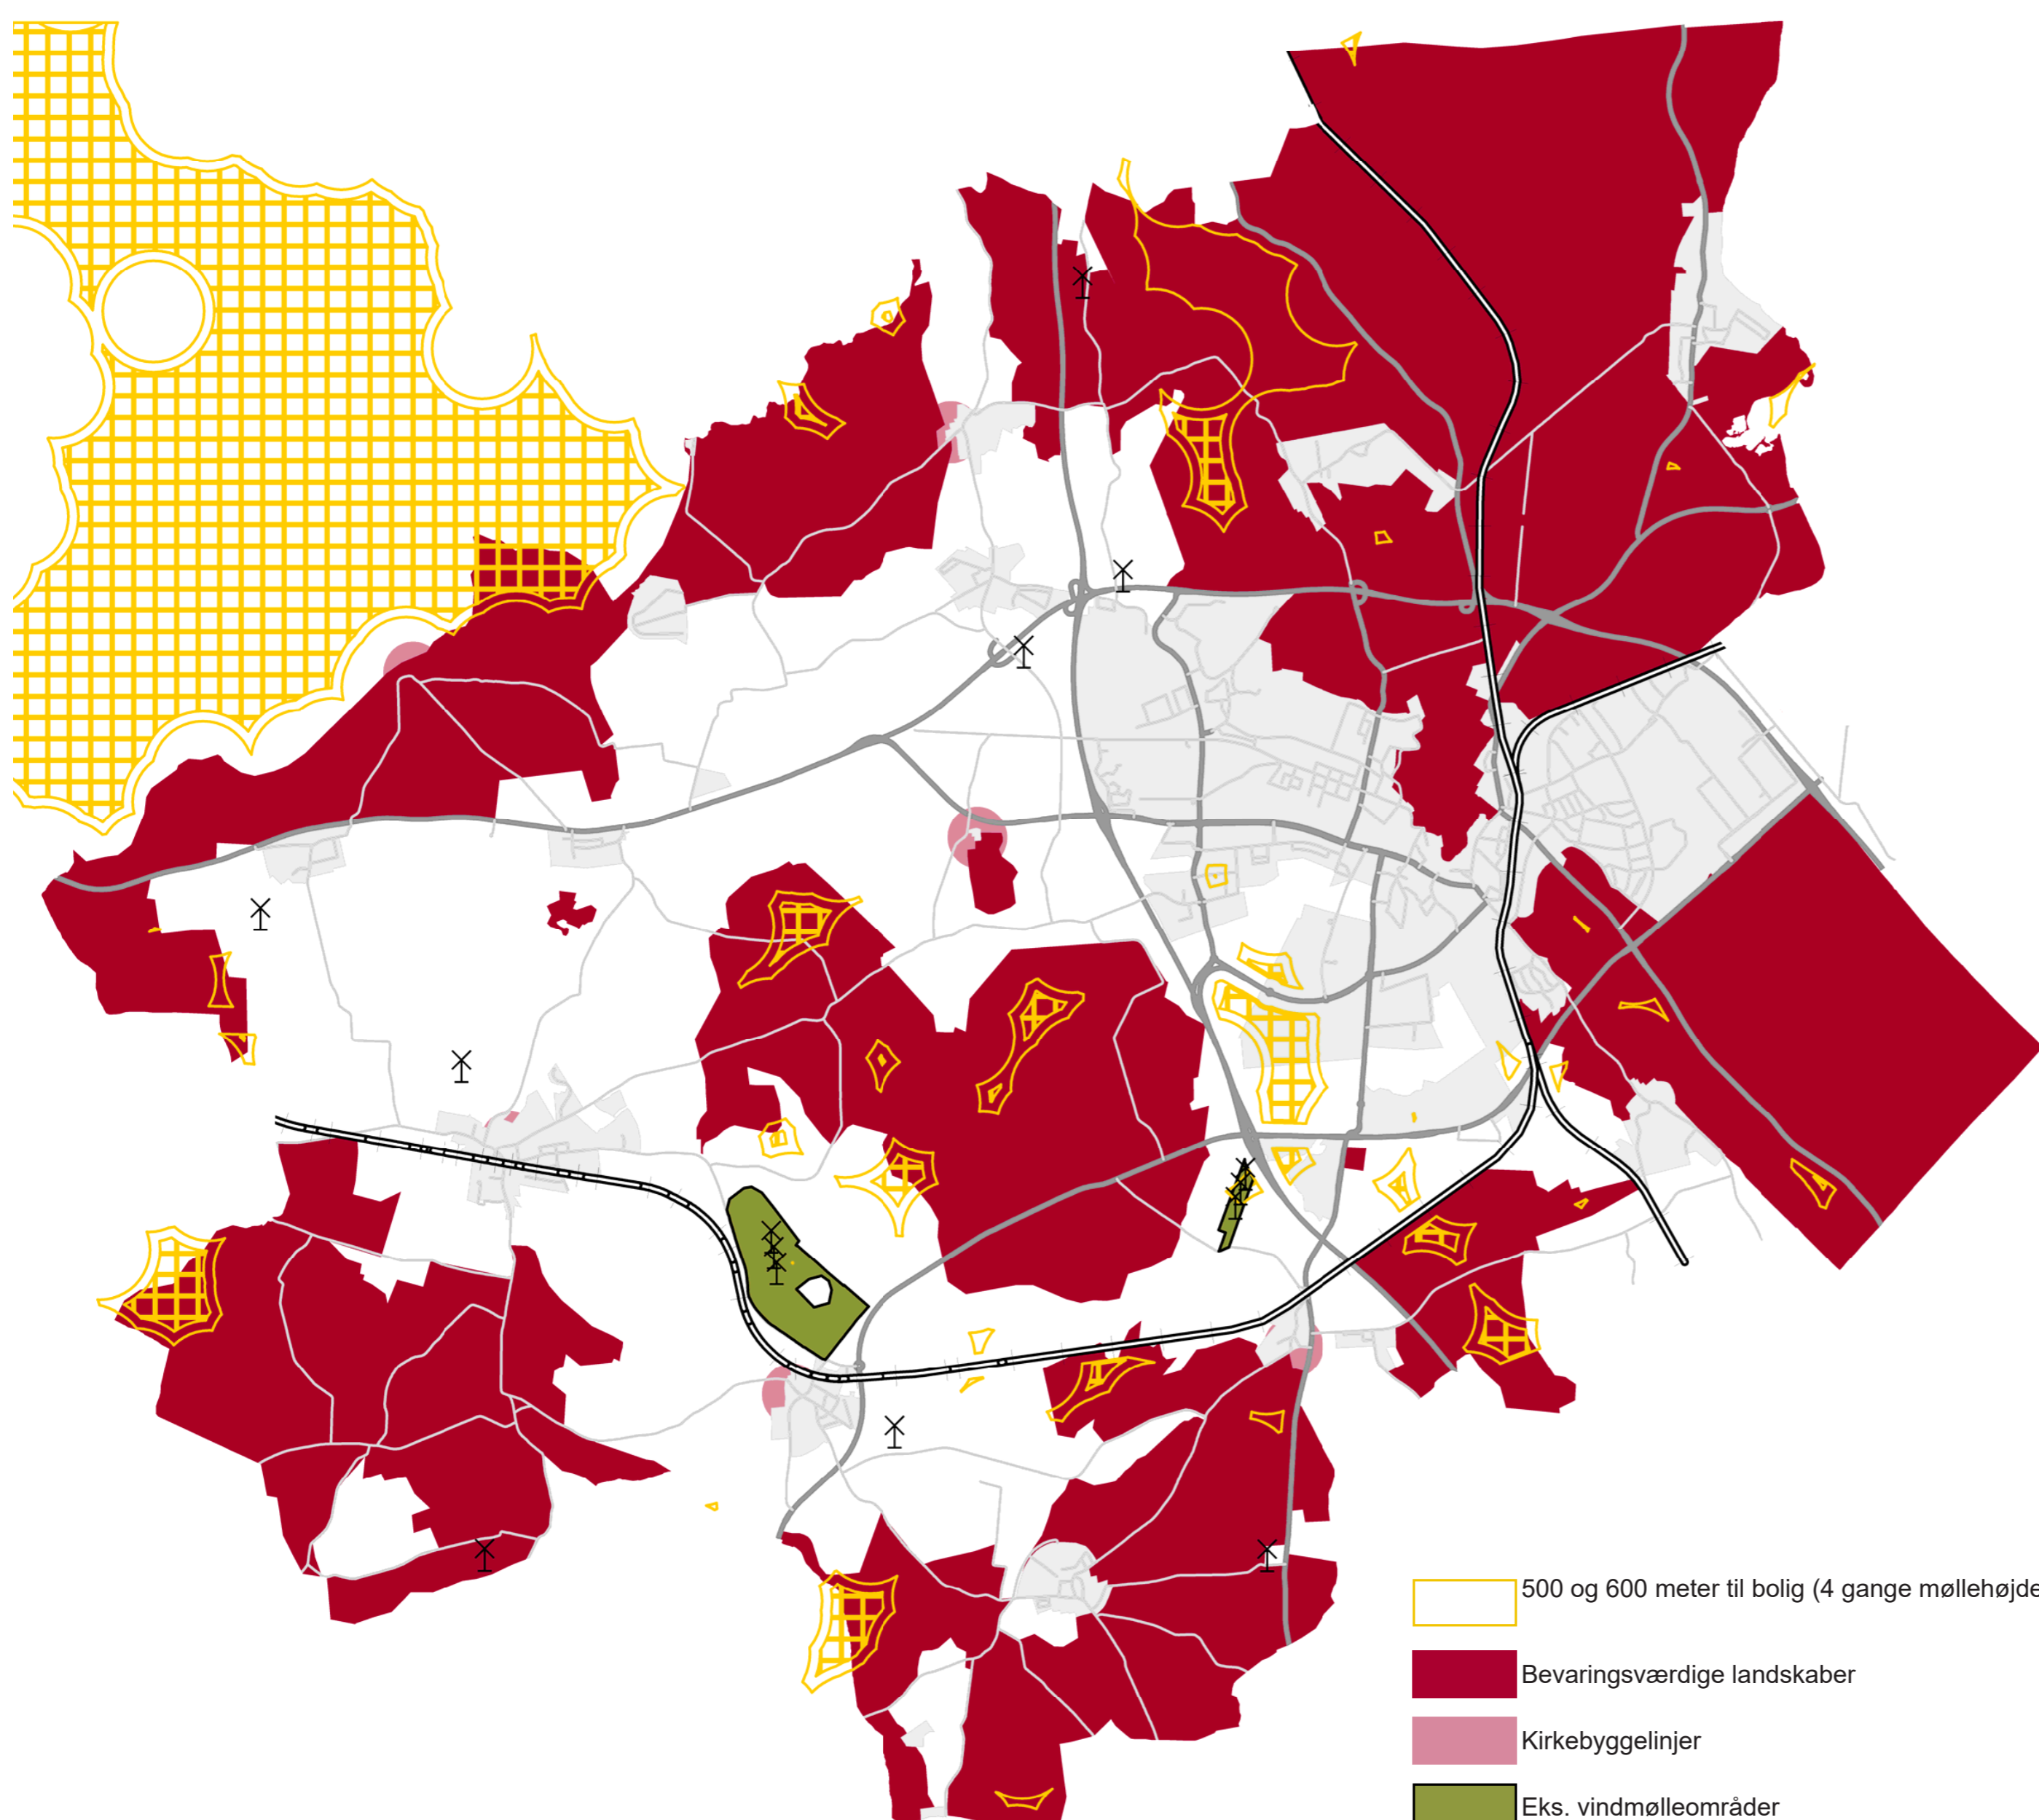 500 og 600 meter til bolig (4 gange møllehøjde
Bevaringsværdige landskaber
Kirkebyggelinjer
Eks. vindmølleområder